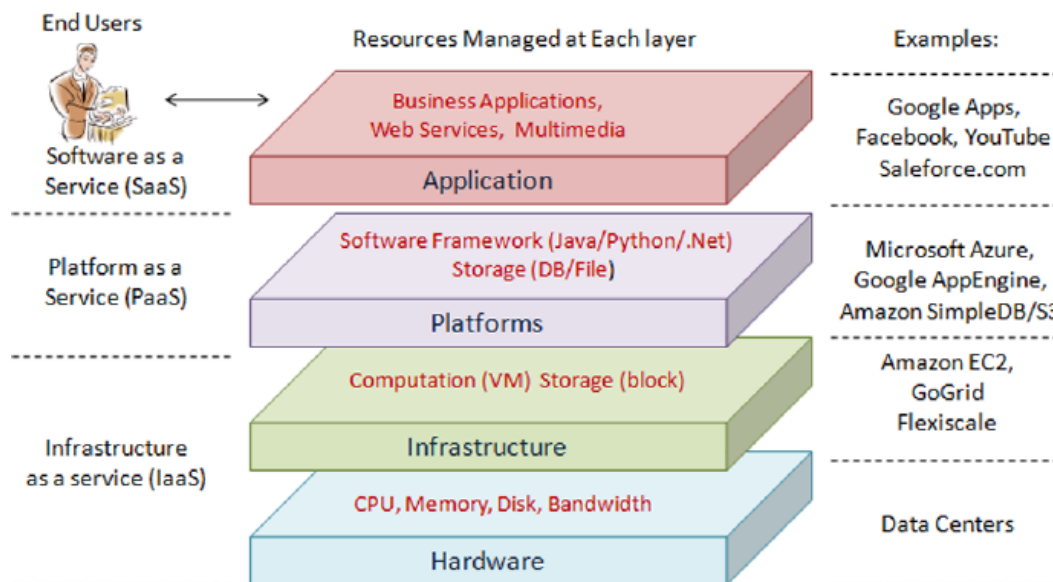 End Users
Resources Managed at Each layer
Examples:
Business Applications,
Web Services, Multimedia
Application
Software as a
Service (SaaS)
Google Apps,
Facebook, YouTube
Saleforce.com
Software Framework (Java/Python/.Net)
Storage (DB/File)
Platforms
Platform as a
Service (PaaS)
Microsoft Azure,
Google AppEngine,
Amazon SimpleDB/S3
Computation (VM) Storage (block)
Infrastructure
Amazon EC2,
GoGrid
Flexiscale
Infrastructure
as a service (IaaS)
CPU, Memory, Disk, Bandwidth
Hardware
Data Centers